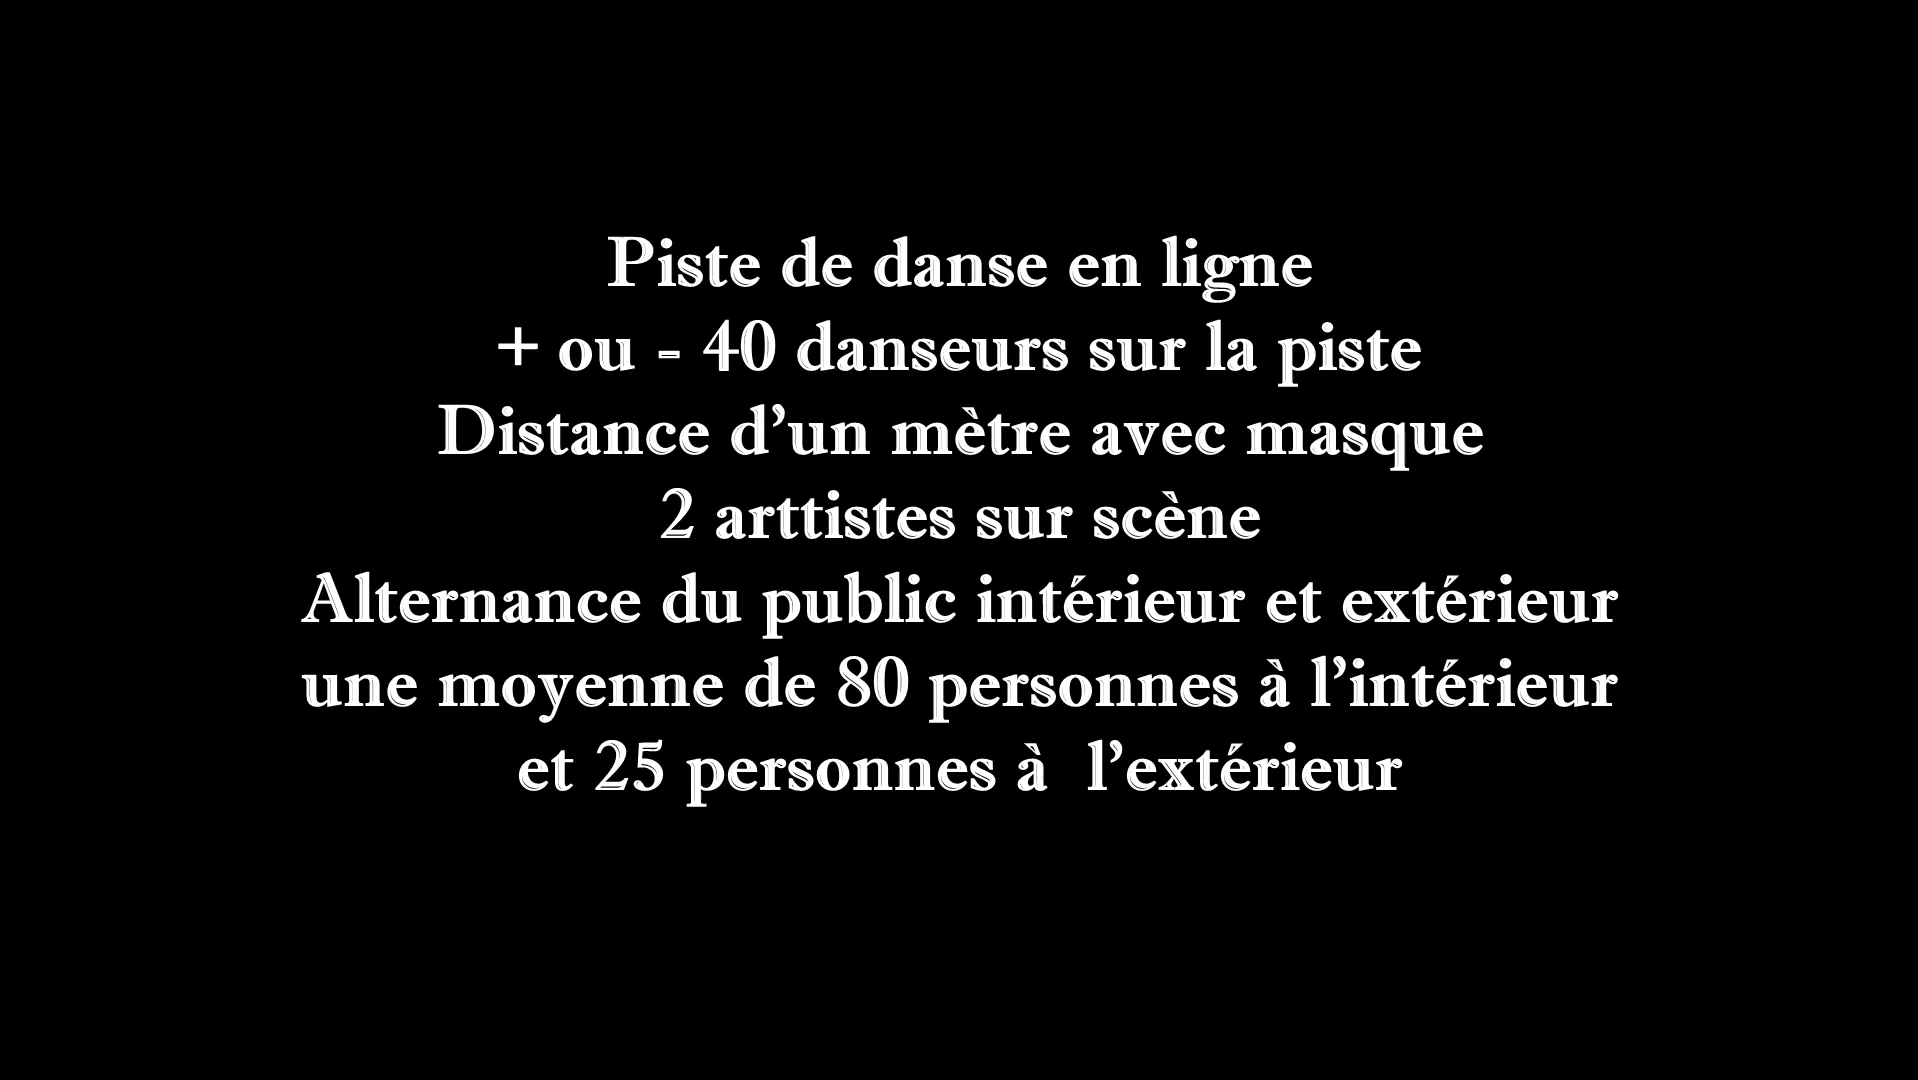 Piste de danse en ligne
+ ou - 40 danseurs sur la piste
Distance d’un mètre avec masque
2 arttistes sur scène
Alternance du public intérieur et extérieur
une moyenne de 80 personnes à l’intérieur
et 25 personnes à  l’extérieur